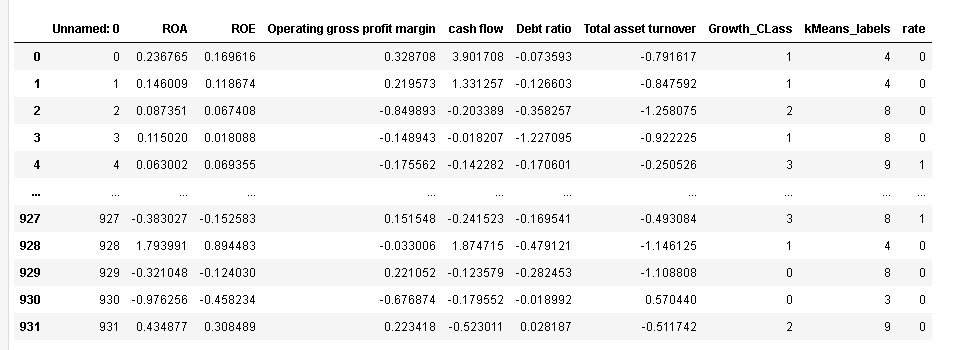 Unnamed: 0 ROA ROE Operating gross profit margin cash flow Debt ratio Total asset turnover Growth_CLass kMeans_labels rate
0 0 0.236765 0.169616 0.328708 3.901708 -0.073593 -0.791617 1 4 0
1 1 0.146009 0.118674 0.219573 1.331257 -0.126603 -0.847592 1 4 0
2 2 0.087351 0.067408 -0.849893 -0.203389 -0.358257 -1.258075 2 8 0
3 3 0.115020 0.018088 -0.148943 -0.018207 -1.227095 -0.922225 1 8 0
4 4 0.063002 0.069355 -0.175562 -0.142282 -0.170601 -0.250526 3 9 1
... ... ... ... ... ... ... ... ... ... ...
927 927 -0.383027 -0.152583 0.151548 -0.241523 -0.169541 -0.493084 3 8 1
928 928 1.793991 0.894483 -0.033006 1.874715 -0.479121 -1.146125 1 4 0
929 929 -0.321048 -0.124030 0.221052 -0.123579 -0.282453 -1.108808 0 8 0
930 930 -0.976256 -0.458234 -0.676874 -0.179552 -0.018992 0.570440 0 3 0
931 931 0.434877 0.308489 0.223418 -0.523011 0.028187 -0.511742 2 9 0